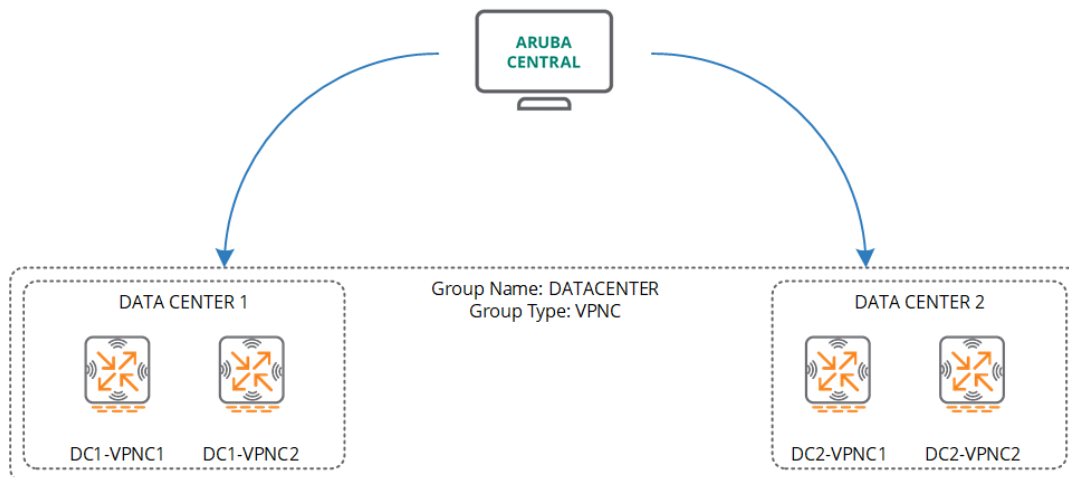 ARUBA
CENTRAL
Group Name: DATACENTER
Group Type: VPNC
DATA CENTER 1
DC1-VPNC1
DC1-VPNC2
DATA CENTER 2
DC2-VPNC1
DC2-VPNC2